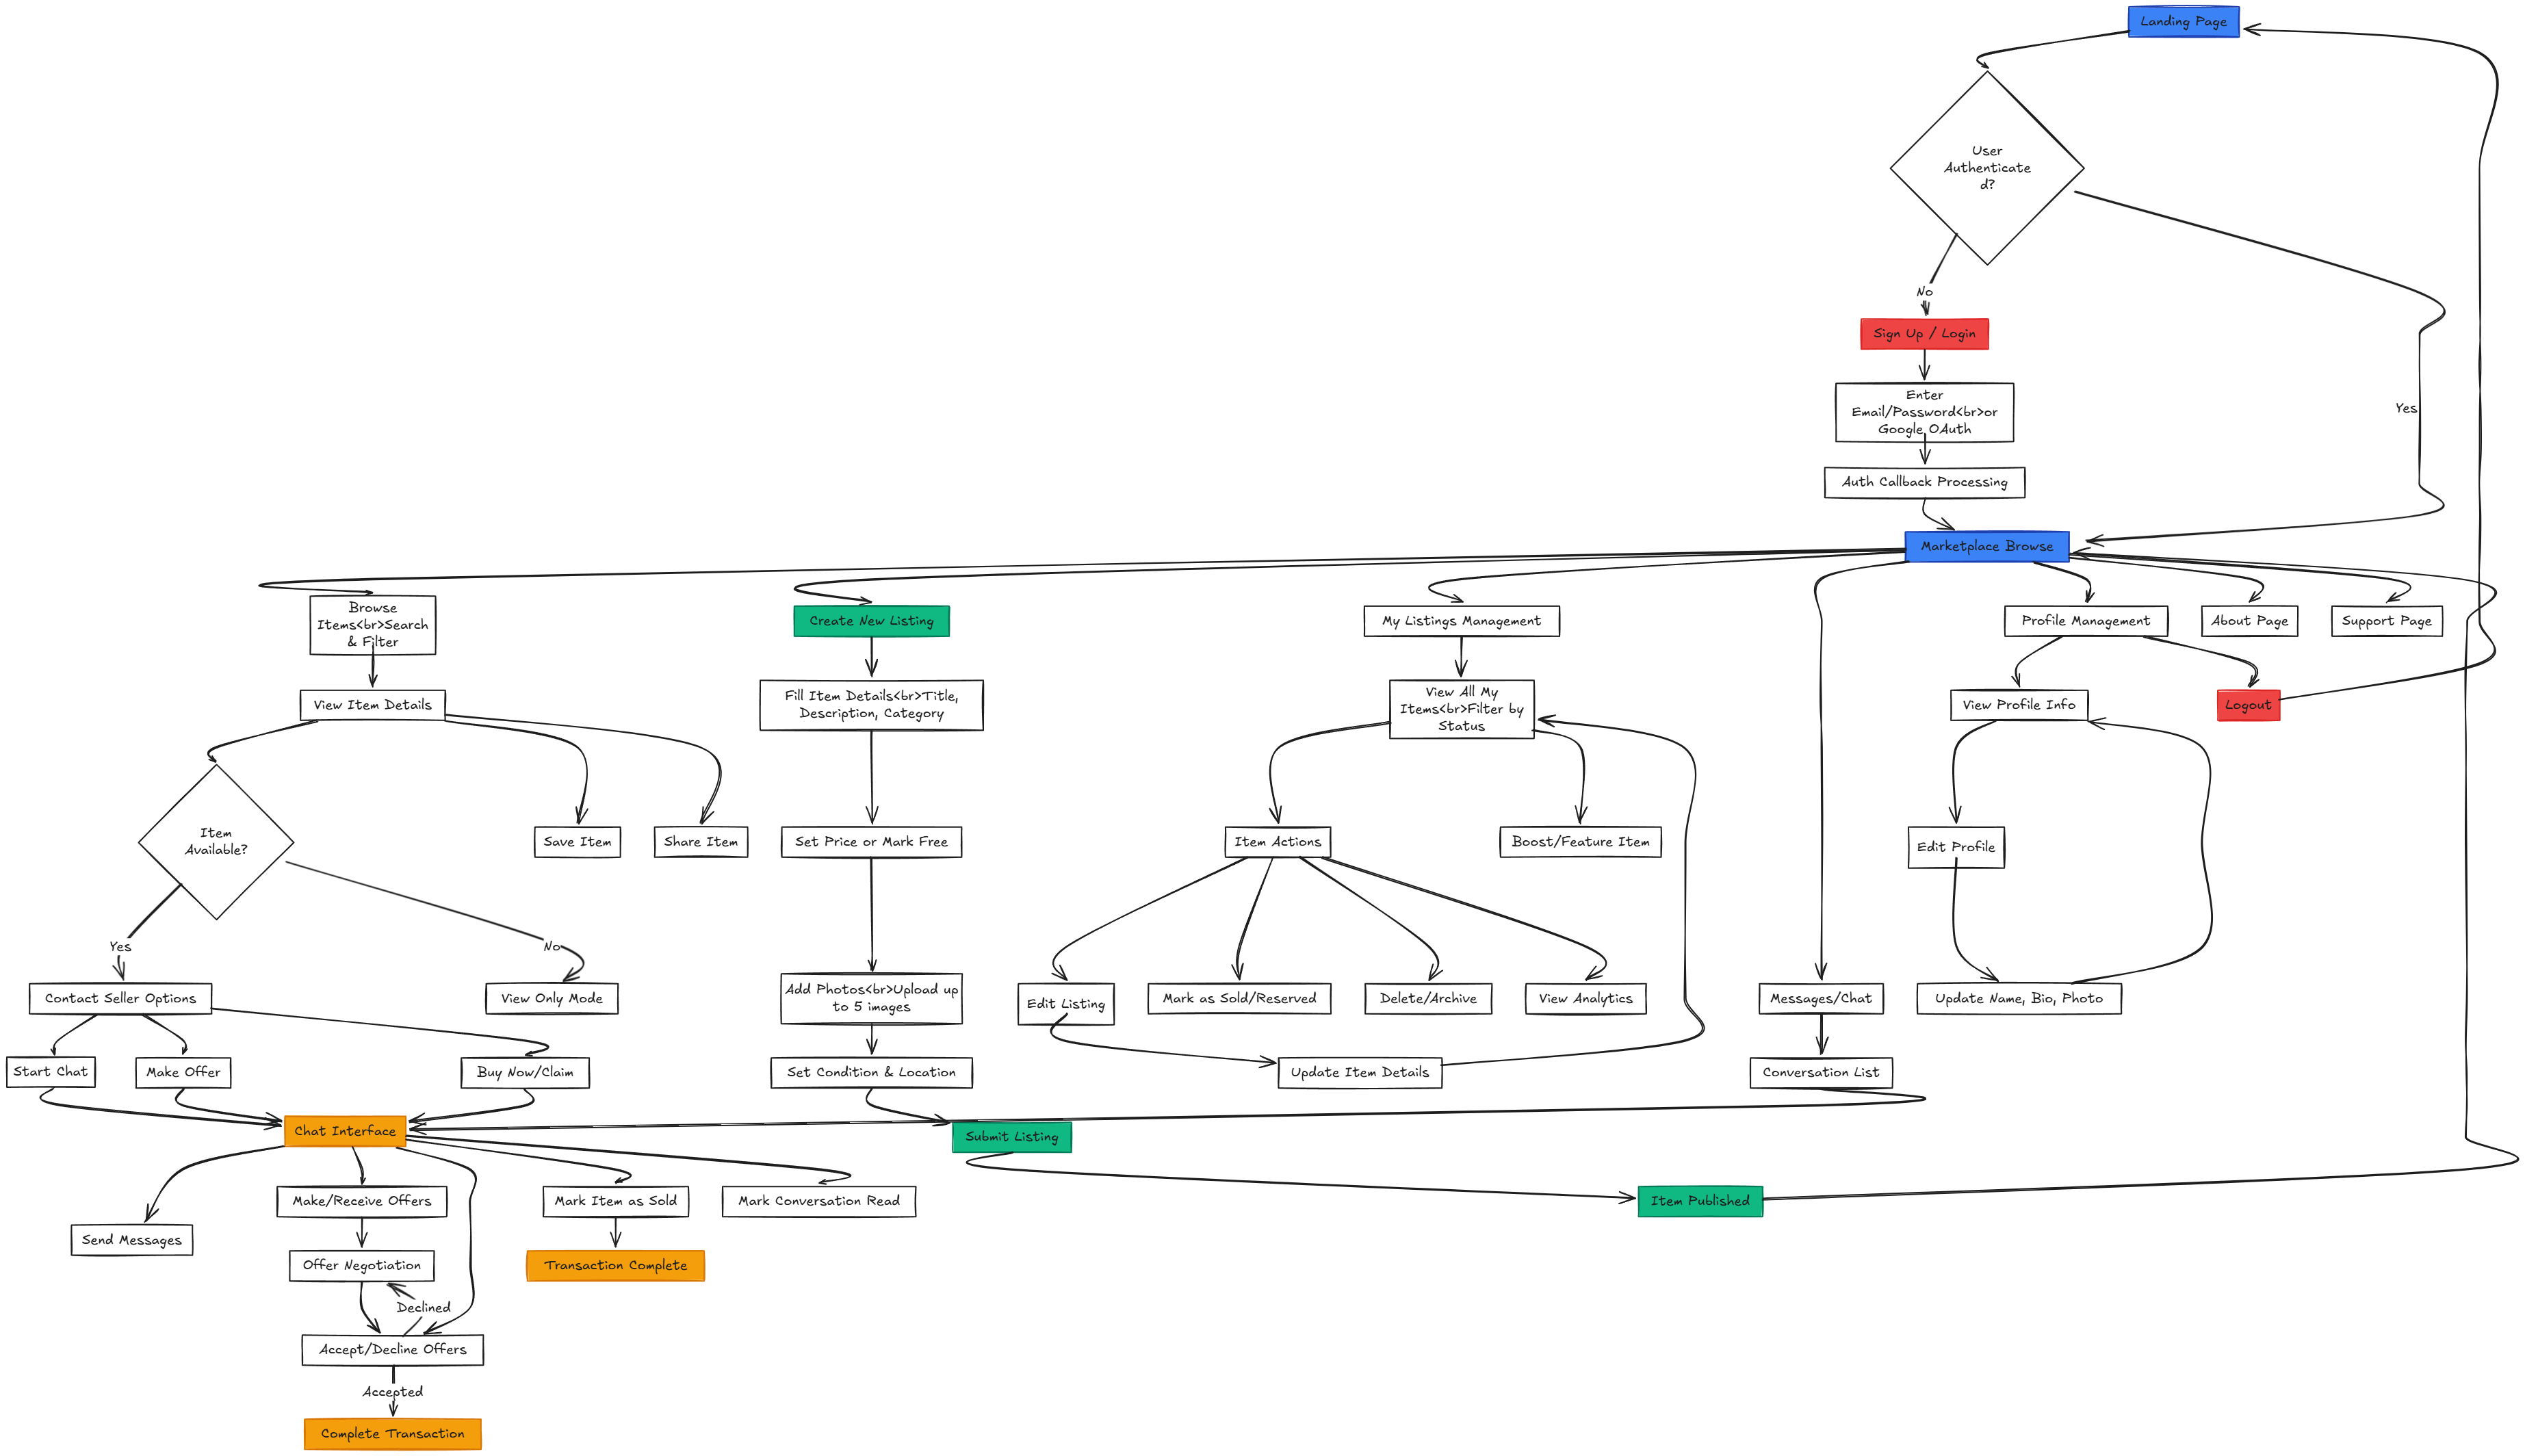 Landing Page
User
Authenticate
d?
No
Sign Up / Login
Yes
Enter
Email/Password<br>or
Google OAuth
Auth Callback Processing
Marketplace Browse
Browse
Items<br>Search
& Filter
Create New Listing
My Listings Management
Profile Management
About Page
Support Page
View Item Details
Fill Item Details<br>Title,
Description, Category
View All My
Items<br>Filter by
Status
View Profile Info
Logout
Item
Available?
Save Item
Share Item
Set Price or Mark Free
Item Actions
Boost/Feature Item
Edit Profile
Yes
No
Contact Seller Options
View Only Mode
Add Photos<br>Upload up
to 5 images
Edit Listing
Mark as Sold/Reserved
Delete/Archive
View Analytics
Messages/Chat
Update Name, Bio, Photo
Start Chat
Make Offer
Buy Now/Claim
Set Condition & Location
Update Item Details
Conversation List
Chat Interface
Submit Listing
Make/Receive Offers
Mark Item as Sold
Mark Conversation Read
Item Published
Send Messages
Offer Negotiation
Transaction Complete
Declined
Accept/Decline Offers
Accepted
Complete Transaction